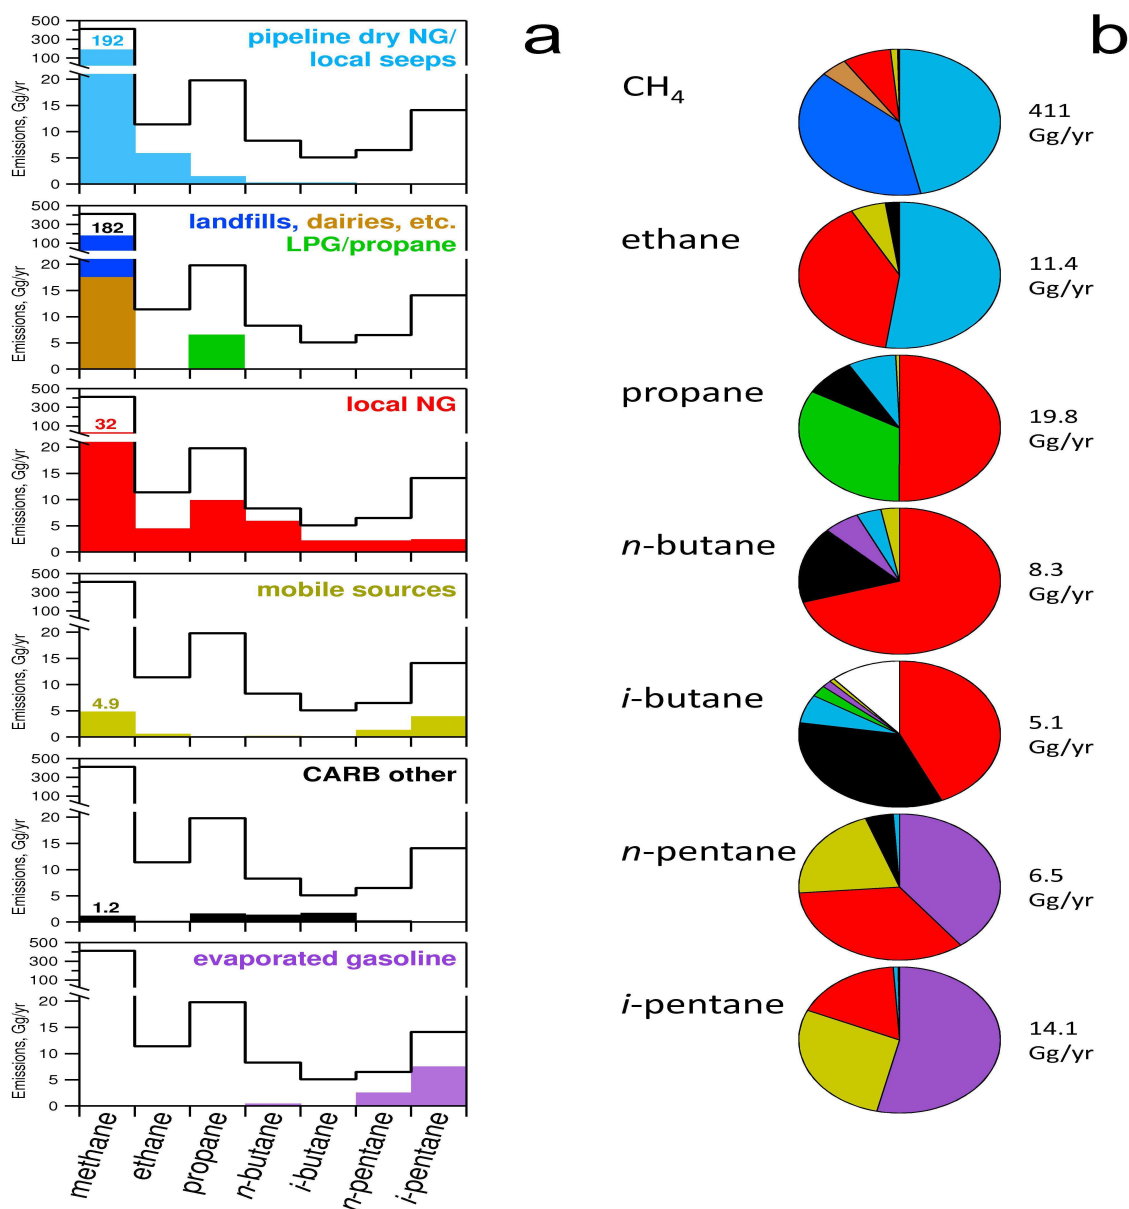 a
b
500
300
100
20
15
10
5
0
Emissions, Gg/yr
192
pipeline dry NG/
local seeps
500
300
100
20
15
10
5
0
Emissions, Gg/yr
182
landfills, dairies, etc.
LPG/propane
500
300
100
20
15
10
5
0
Emissions, Gg/yr
32
local NG
500
300
100
20
15
10
5
0
Emissions, Gg/yr
4.9
mobile sources
500
300
100
20
15
10
5
0
Emissions, Gg/yr
1.2
CARB other
500
300
100
20
15
10
5
0
Emissions, Gg/yr
evaporated gasoline
methane
ethane
propane
n-butane
i-butane
n-pentane
i-pentane
CH4
411
Gg/yr
ethane
11.4
Gg/yr
propane
19.8
Gg/yr
n-butane
8.3
Gg/yr
i-butane
5.1
Gg/yr
n-pentane
6.5
Gg/yr
i-pentane
14.1
Gg/yr